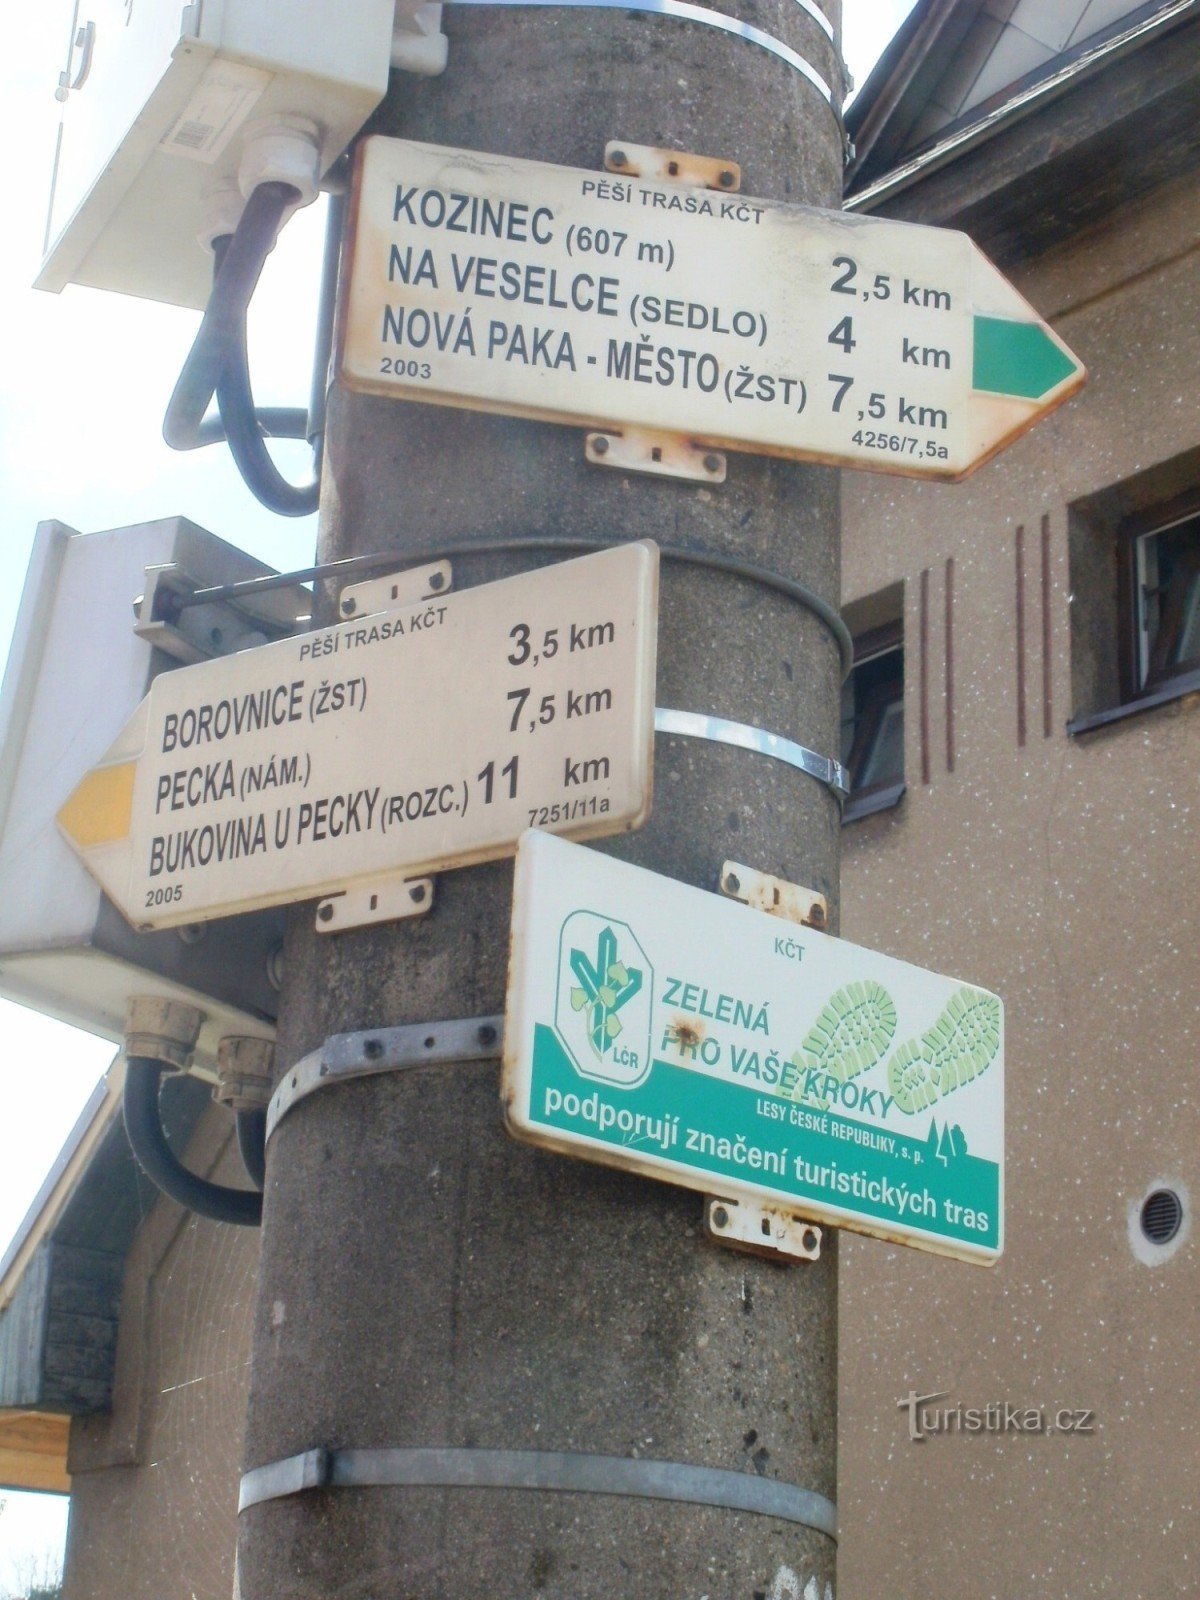 PĚŠÍ TRASA KČT
KOZINEC (607 m) 2,5 km
NA VESELCE (SEDLO) 4 km
NOVÁ PAKA - MĚSTO (ŽST) 7,5 km
2003 4256/7,5a
PĚŠÍ TRASA KČT
BOROVNICE (ŽST) 3,5 km
PECKA (NÁM.) 7,5 km
BUKOVINA U PECKY (ROZC.) 11 km
2005 7251/11a
KČT
ZELENÁ
PRO VAŠE KROKY
LČR
LESY ČESKÉ REPUBLIKY, s. p.
podporují značení turistických tras
Turistika.cz